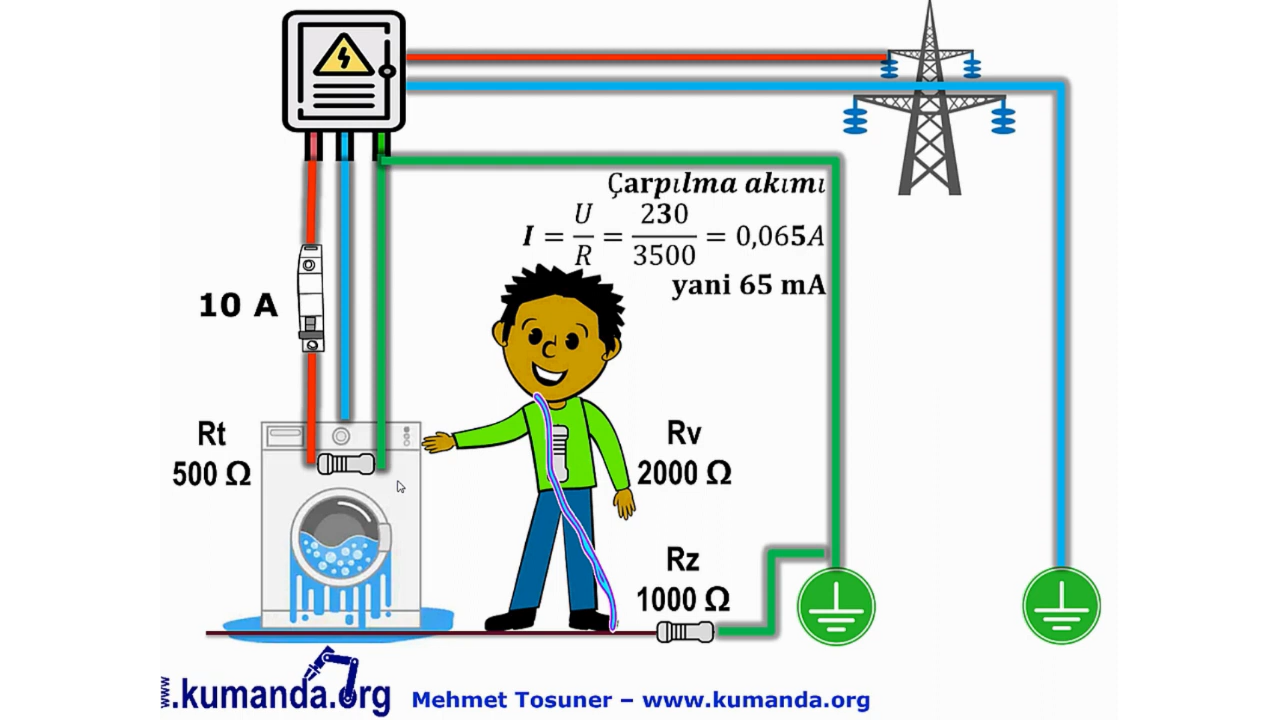 Çarpılma akımı
I = U/R = 230/3500 = 0,065A
yani 65 mA
10 A
Rt
500 Ω
Rv
2000 Ω
Rz
1000 Ω
www.kumanda.org
Mehmet Tosuner – www.kumanda.org